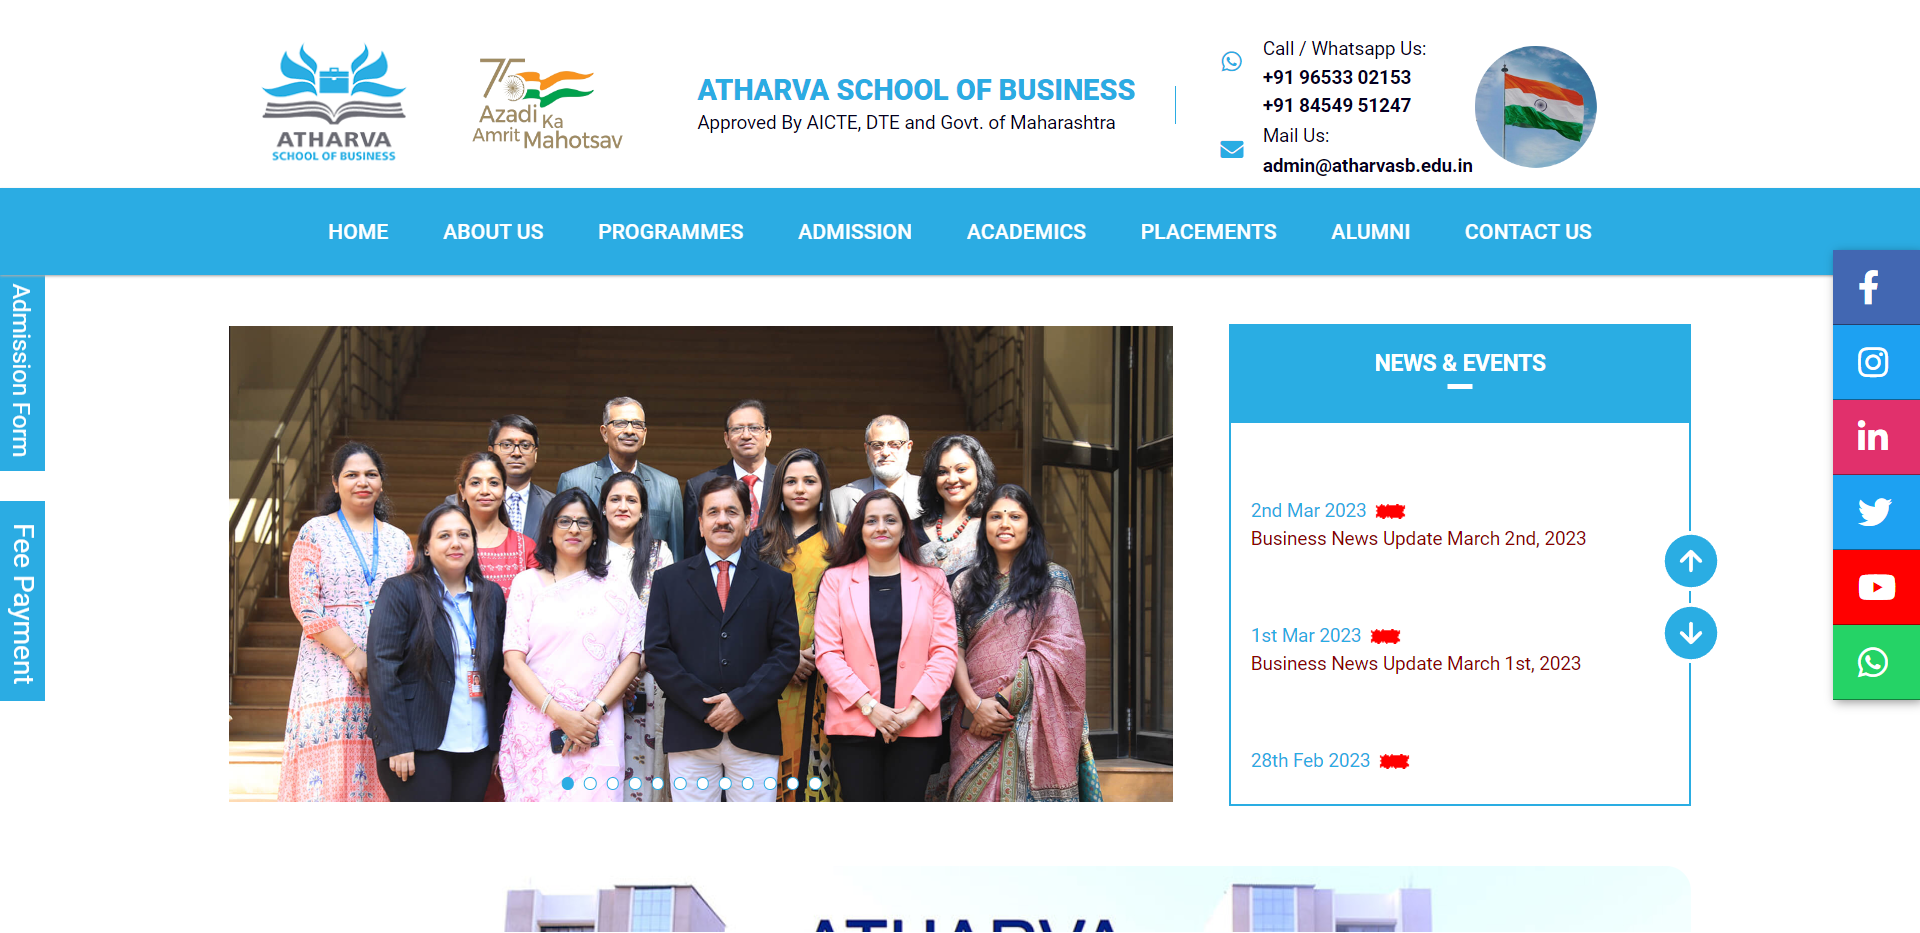 ATHARVA
SCHOOL OF BUSINESS
75
Azadi Ka
Amrit Mahotsav
ATHARVA SCHOOL OF BUSINESS
Approved By AICTE, DTE and Govt. of Maharashtra
Call / Whatsapp Us:
+91 96533 02153
+91 84549 51247
Mail Us:
admin@atharvasb.edu.in
HOME ABOUT US PROGRAMMES ADMISSION ACADEMICS PLACEMENTS ALUMNI CONTACT US
Admission Form
Fee Payment
NEWS & EVENTS
2nd Mar 2023
Business News Update March 2nd, 2023
1st Mar 2023
Business News Update March 1st, 2023
28th Feb 2023
ATHARVA